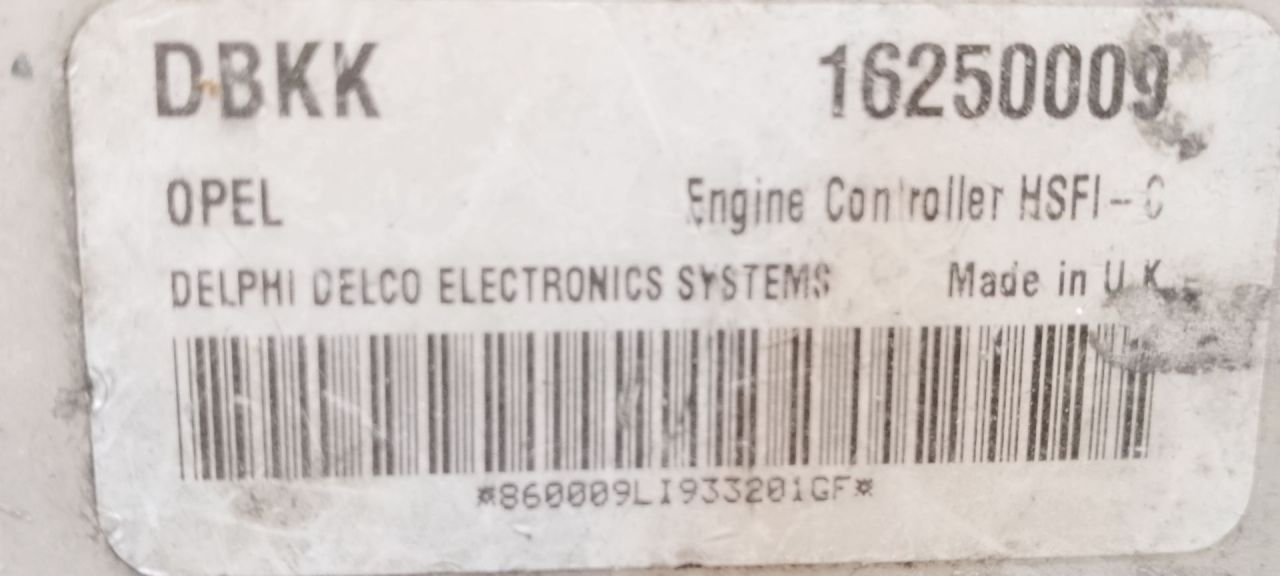 DBKK 16250009
OPEL Engine Controller HSFI-C
DELPHI DELCO ELECTRONICS SYSTEMS Made in U.K.
*860009LI933201GF*